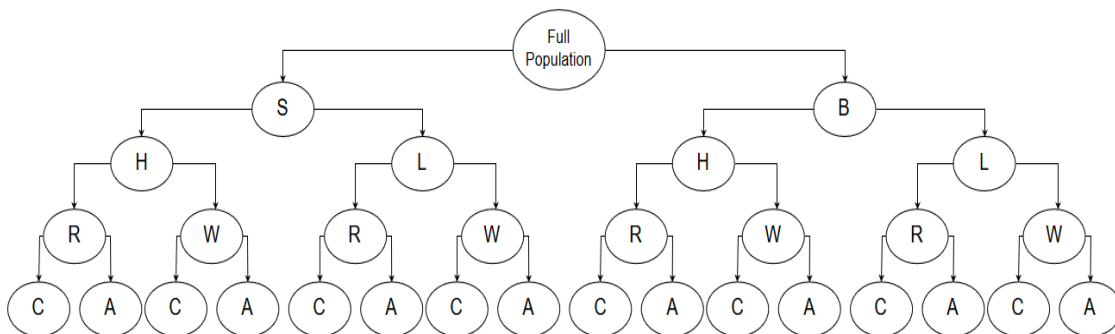 Full
Population
S B
H L H L
R W R W R W R W
C A C A C A C A C A C A C A C A